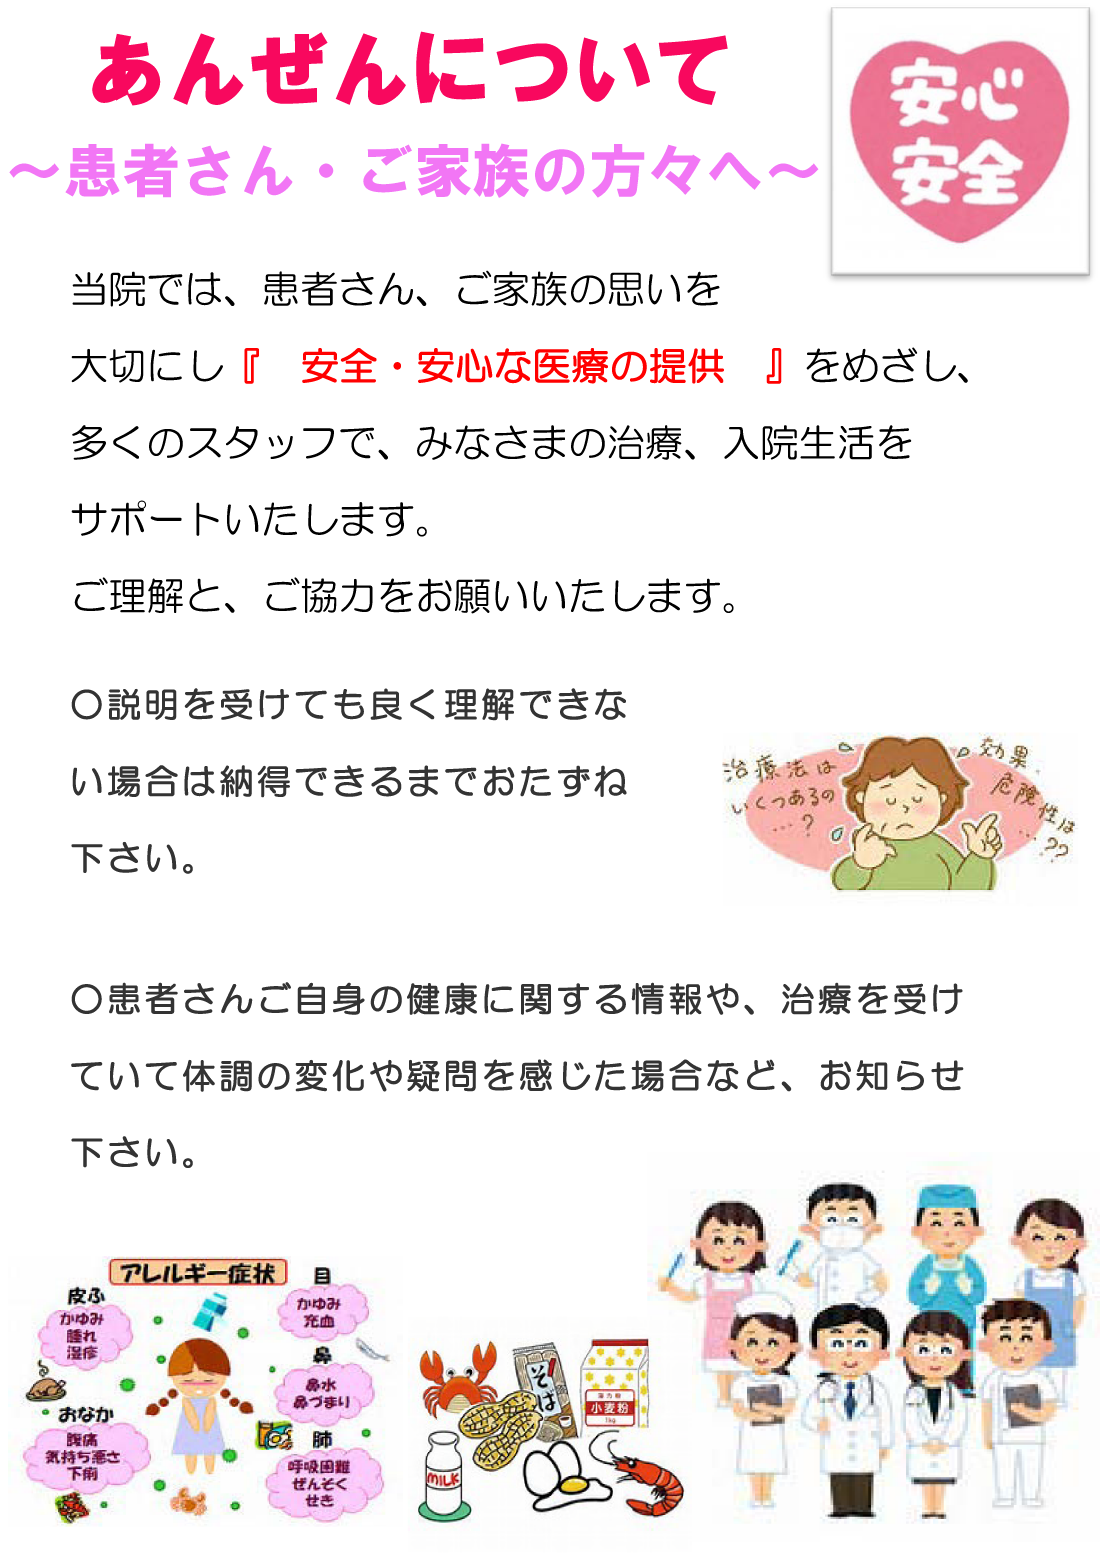 あんぜんについて
～患者さん・ご家族の方々へ～
安心
安全
当院では、患者さん、ご家族の思いを
大切にし『　安全・安心な医療の提供　』をめざし、
多くのスタッフで、みなさまの治療、入院生活を
サポートいたします。
ご理解と、ご協力をお願いいたします。
〇説明を受けても良く理解できな
い場合は納得できるまでおたずね
下さい。
治療法は
いくつあるの
…？
効果、
危険性は
…??
〇患者さんご自身の健康に関する情報や、治療を受け
ていて体調の変化や疑問を感じた場合など、お知らせ
下さい。
アレルギー症状
皮ふ
かゆみ
腫れ
湿疹
目
かゆみ
充血
鼻
鼻水
鼻づまり
おなか
腹痛
気持ち悪さ
下痢
肺
呼吸困難
ぜんそく
せき
そば
小麦粉
1kg
MILK